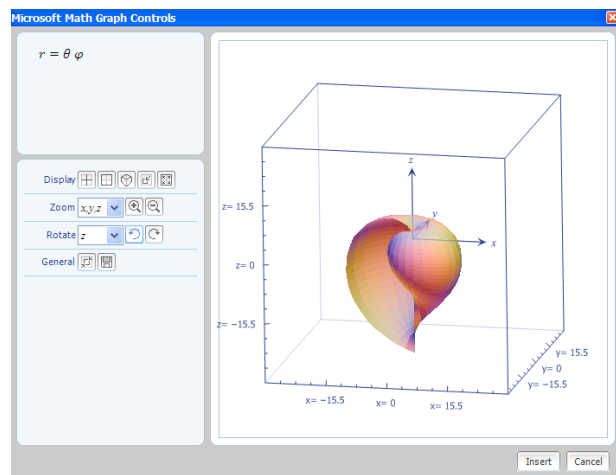 Microsoft Math Graph Controls
r = θ φ
Display
Zoom x,y,z
Rotate z
General
z
y
x
z= 15.5
z= 0
z= −15.5
x= −15.5
x= 0
x= 15.5
y= 15.5
y= 0
y= −15.5
Insert
Cancel